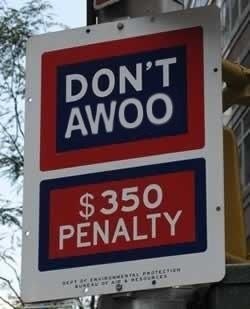 DON'T
AWOO
$350
PENALTY
DEPT OF ENVIRONMENTAL PROTECTION
BUREAU OF AIR & RESOURCES